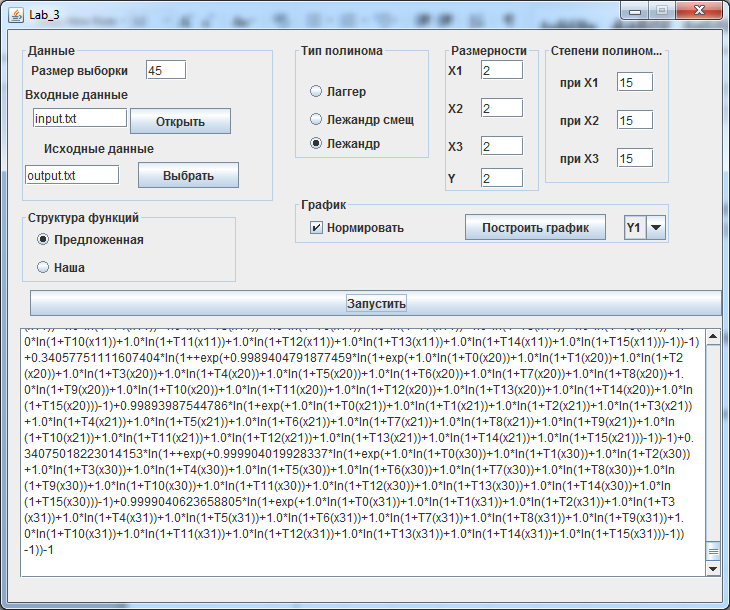 Lab_3
Данные
Размер выборки 45
Входные данные
input.txt Открыть
Исходные данные
output.txt Выбрать
Тип полинома
Лаггер
Лежандр смещ
Лежандр
Размерности
X1 2
X2 2
X3 2
Y 2
Степени полином...
при X1 15
при X2 15
при X3 15
Структура функций
Предложенная
Наша
График
Нормировать Построить график Y1
Запустить
0*ln(1+T10(x11))+1.0*ln(1+T11(x11))+1.0*ln(1+T12(x11))+1.0*ln(1+T13(x11))+1.0*ln(1+T14(x11))+1.0*ln(1+T15(x11)))-1))-1)
+0.34057751111607404*ln(1++exp(+0.9989404791877459*ln(1+exp(+1.0*ln(1+T0(x20))+1.0*ln(1+T1(x20))+1.0*ln(1+T2
(x20))+1.0*ln(1+T3(x20))+1.0*ln(1+T4(x20))+1.0*ln(1+T5(x20))+1.0*ln(1+T6(x20))+1.0*ln(1+T7(x20))+1.0*ln(1+T8(x20))+1.
0*ln(1+T9(x20))+1.0*ln(1+T10(x20))+1.0*ln(1+T11(x20))+1.0*ln(1+T12(x20))+1.0*ln(1+T13(x20))+1.0*ln(1+T14(x20))+1.0*ln
(1+T15(x20)))-1)+0.99893987544786*ln(1+exp(+1.0*ln(1+T0(x21))+1.0*ln(1+T1(x21))+1.0*ln(1+T2(x21))+1.0*ln(1+T3(x21))
+1.0*ln(1+T4(x21))+1.0*ln(1+T5(x21))+1.0*ln(1+T6(x21))+1.0*ln(1+T7(x21))+1.0*ln(1+T8(x21))+1.0*ln(1+T9(x21))+1.0*ln
(1+T10(x21))+1.0*ln(1+T11(x21))+1.0*ln(1+T12(x21))+1.0*ln(1+T13(x21))+1.0*ln(1+T14(x21))+1.0*ln(1+T15(x21)))-1))-1)+0.
34075018223014153*ln(1++exp(+0.999904019928337*ln(1+exp(+1.0*ln(1+T0(x30))+1.0*ln(1+T1(x30))+1.0*ln(1+T2(x30))
+1.0*ln(1+T3(x30))+1.0*ln(1+T4(x30))+1.0*ln(1+T5(x30))+1.0*ln(1+T6(x30))+1.0*ln(1+T7(x30))+1.0*ln(1+T8(x30))+1.0*ln
(1+T9(x30))+1.0*ln(1+T10(x30))+1.0*ln(1+T11(x30))+1.0*ln(1+T12(x30))+1.0*ln(1+T13(x30))+1.0*ln(1+T14(x30))+1.0*ln
(1+T15(x30)))-1)+0.9999040623658805*ln(1+exp(+1.0*ln(1+T0(x31))+1.0*ln(1+T1(x31))+1.0*ln(1+T2(x31))+1.0*ln(1+T3
(x31))+1.0*ln(1+T4(x31))+1.0*ln(1+T5(x31))+1.0*ln(1+T6(x31))+1.0*ln(1+T7(x31))+1.0*ln(1+T8(x31))+1.0*ln(1+T9(x31))+1.
0*ln(1+T10(x31))+1.0*ln(1+T11(x31))+1.0*ln(1+T12(x31))+1.0*ln(1+T13(x31))+1.0*ln(1+T14(x31))+1.0*ln(1+T15(x31)))-1))
-1))-1